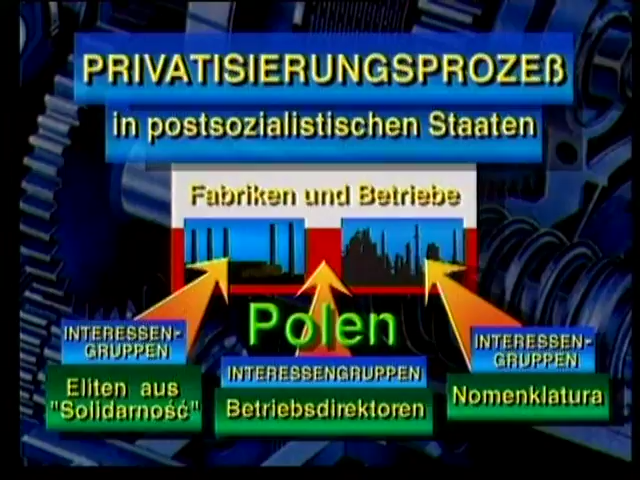 PRIVATISIERUNGSPROZEß
in postsozialistischen Staaten
Fabriken und Betriebe
Polen
INTERESSEN-
GRUPPEN
Eliten aus
"Solidarność"
INTERESSENGRUPPEN
Betriebsdirektoren
INTERESSEN-
GRUPPEN
Nomenklatura